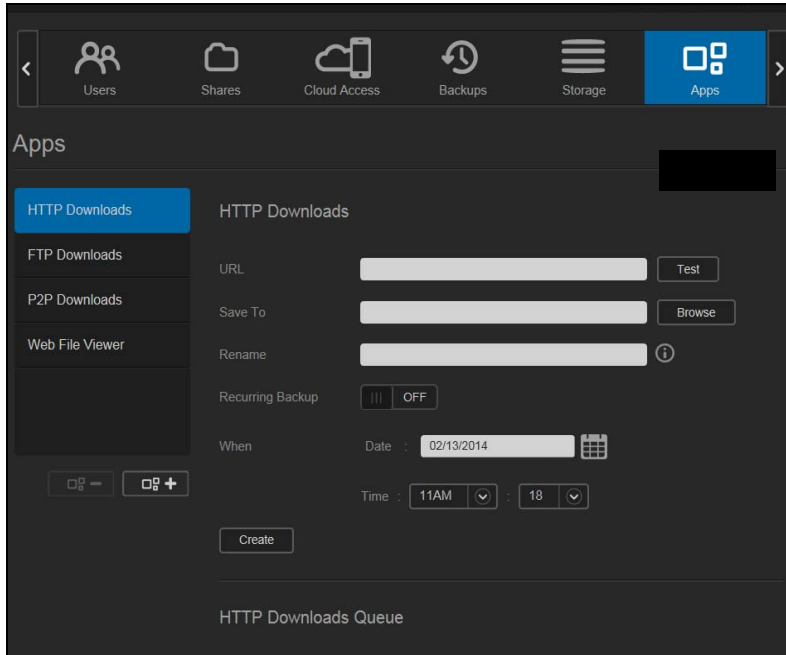 Users Shares Cloud Access Backups Storage Apps
Apps
HTTP Downloads
FTP Downloads
P2P Downloads
Web File Viewer
HTTP Downloads
URL Test
Save To Browse
Rename
Recurring Backup OFF
When Date : 02/13/2014
Time : 11AM : 18
Create
HTTP Downloads Queue